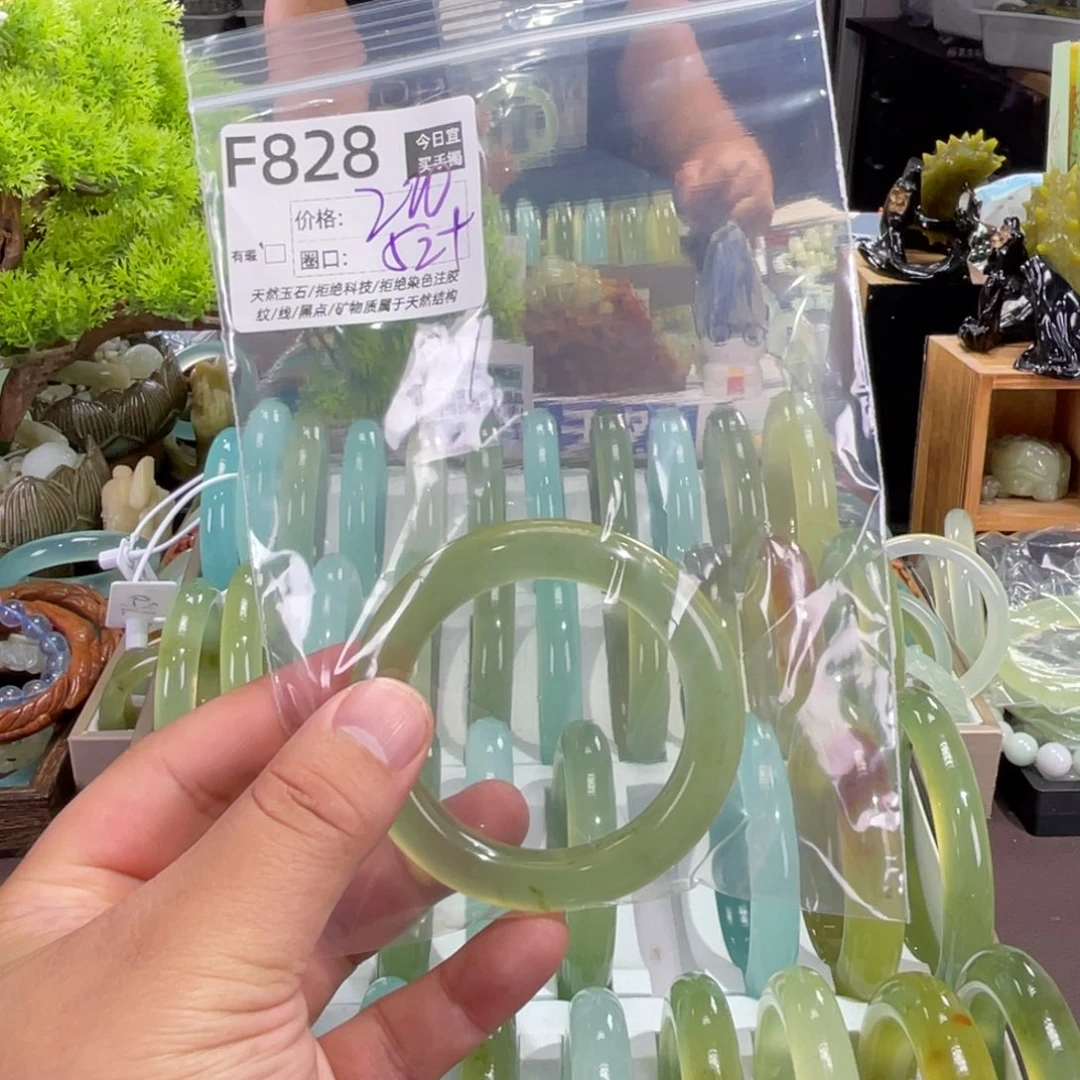 F828
今日宜
买手镯
价格：200
有瑕
圈口：52+
天然玉石/拒绝科技/拒绝染色注胶
纹/线/黑点/矿物质属于天然结构